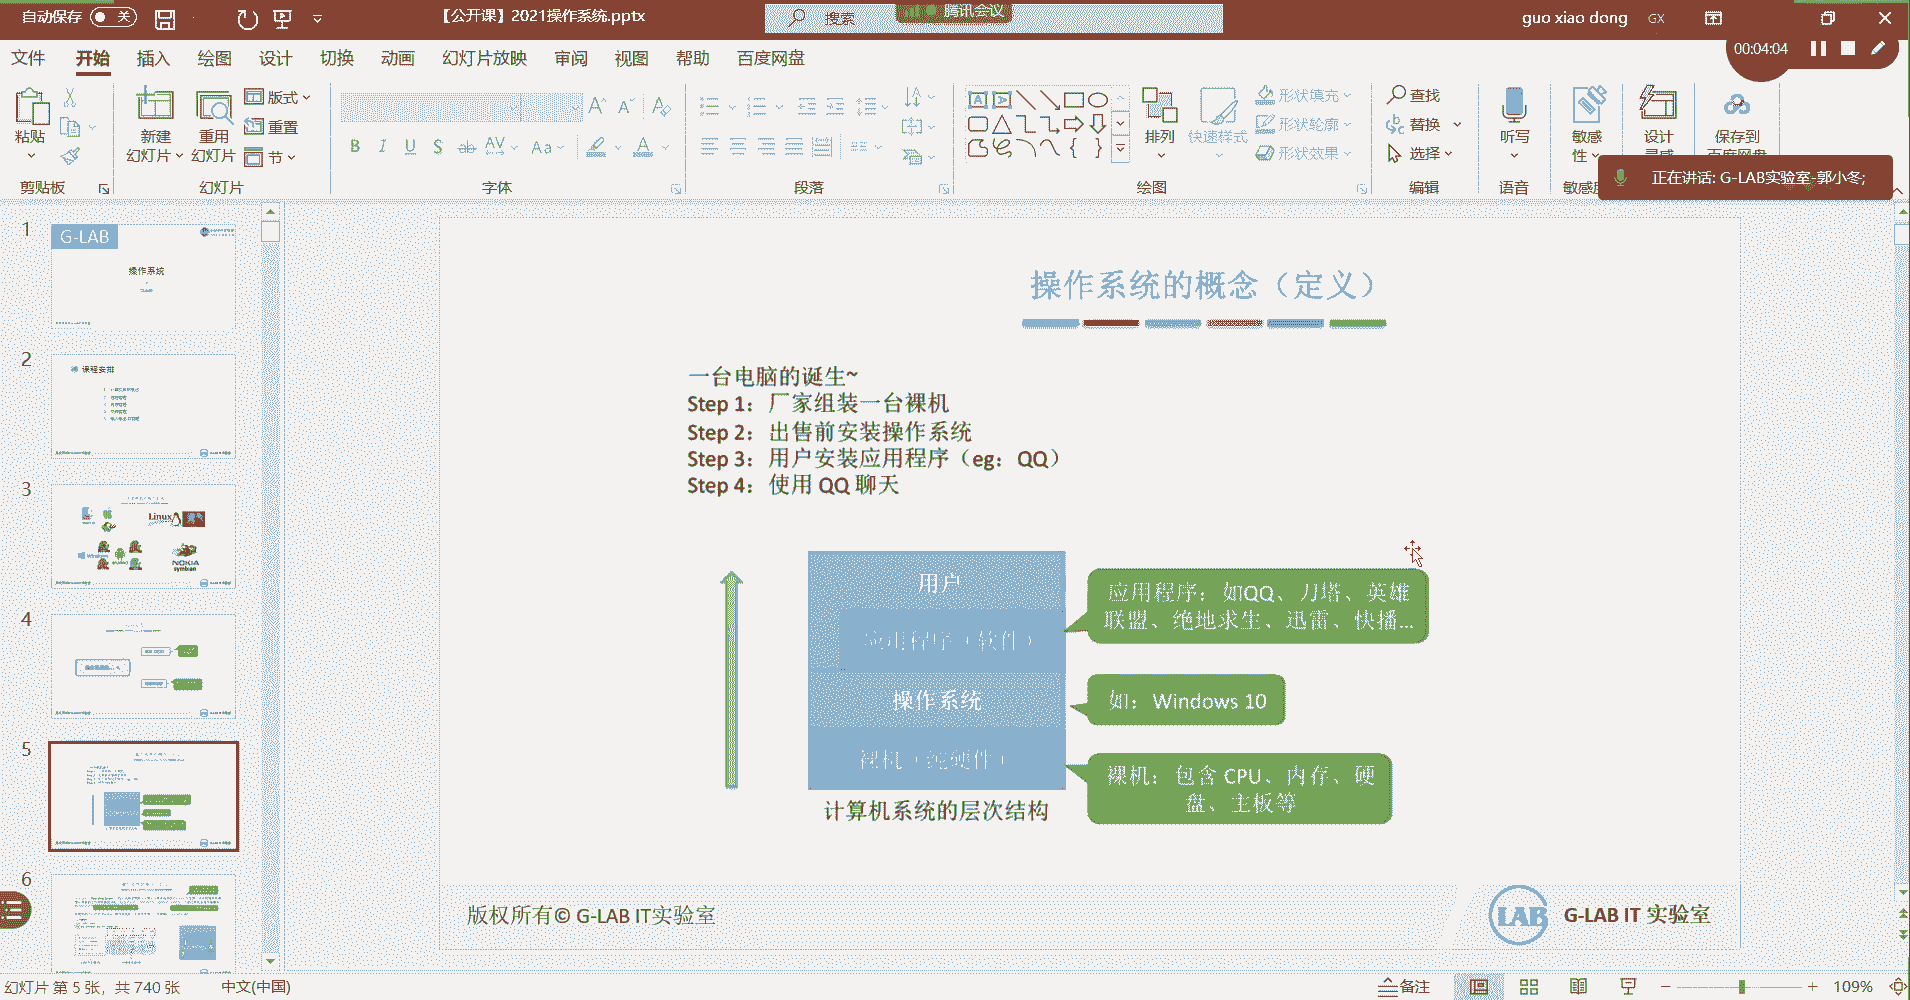 自动保存 关
【公开课】2021操作系统.pptx
搜索
腾讯会议
guo xiao dong GX
00:04:04
文件 开始 插入 绘图 设计 切换 动画 幻灯片放映 审阅 视图 帮助 百度网盘
粘贴
新建
幻灯片
重用
幻灯片
版式
重置
节
B I U S ab AV Aa A
排列
快速样式
形状填充
形状轮廓
形状效果
查找
替换
选择
听写
敏感
性
设计
保存到
剪贴板 幻灯片 字体 段落 绘图 编辑 语音
正在讲话: G-LAB实验室-郭小冬;
1
G-LAB
操作系统
2
课程安排
3
Linux
Windows
NOKIA
symbian
4
5
6
操作系统的概念（定义）
一台电脑的诞生~
Step 1：厂家组装一台裸机
Step 2：出售前安装操作系统
Step 3：用户安装应用程序（eg：QQ）
Step 4：使用 QQ 聊天
用户
应用程序（软件）
操作系统
裸机（纯硬件）
应用程序：如QQ、刀塔、英雄
联盟、绝地求生、迅雷、快播...
如：Windows 10
裸机：包含 CPU、内存、硬
盘、主板等
计算机系统的层次结构
版权所有© G-LAB IT实验室
LAB
G-LAB IT 实验室
幻灯片 第 5 张，共 740 张 中文(中国)
备注
109%